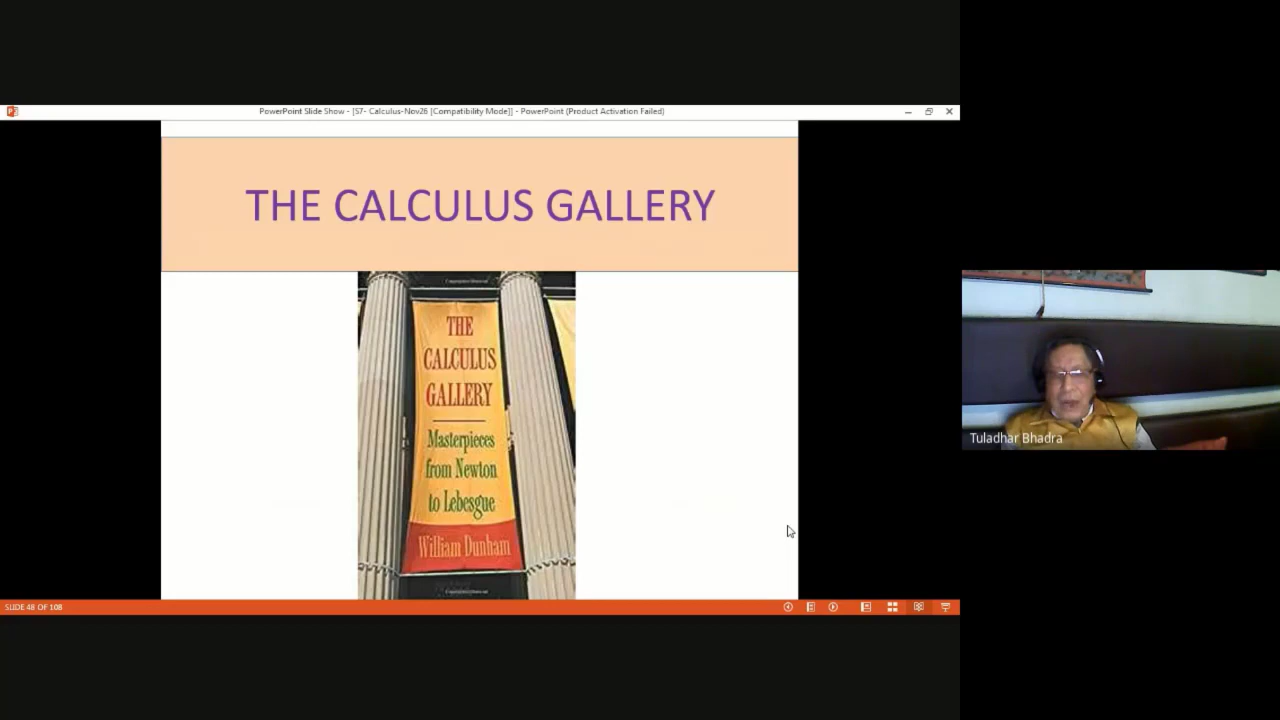 PowerPoint Slide Show - [S7- Calculus-Nov26 [Compatibility Mode]] - PowerPoint (Product Activation Failed)
THE CALCULUS GALLERY
THE
CALCULUS
GALLERY
Masterpieces
from Newton
to Lebesgue
William Dunham
Tuladhar Bhadra
SLIDE 48 OF 108